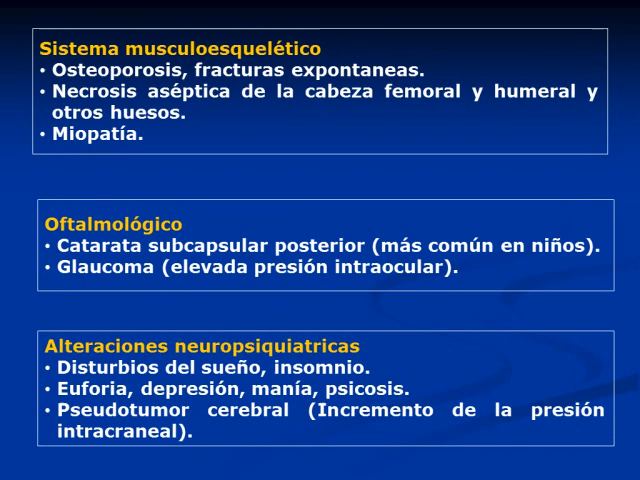 Sistema musculoesquelético
• Osteoporosis, fracturas expontaneas.
• Necrosis aséptica de la cabeza femoral y humeral y
otros huesos.
• Miopatía.
Oftalmológico
• Catarata subcapsular posterior (más común en niños).
• Glaucoma (elevada presión intraocular).
Alteraciones neuropsiquiatricas
• Disturbios del sueño, insomnio.
• Euforia, depresión, manía, psicosis.
• Pseudotumor cerebral (Incremento de la presión
intracraneal).